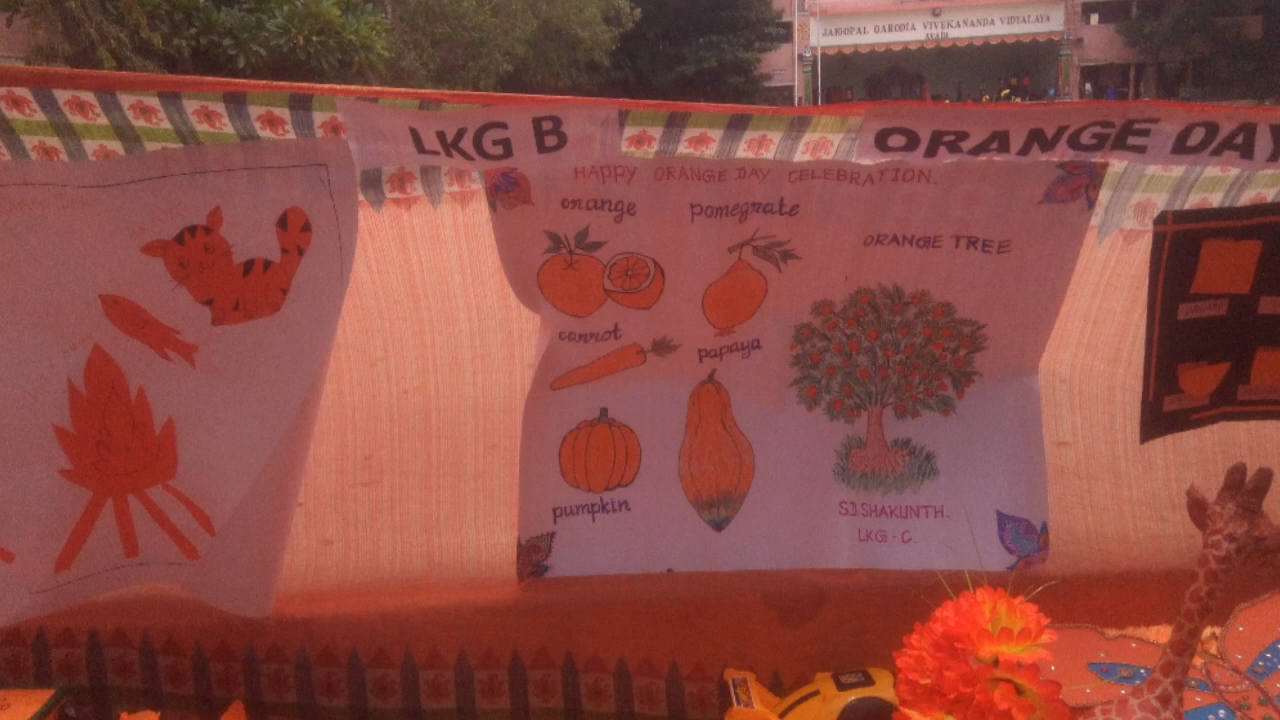 JAIGOPAL GARODIA VIVEKANANDA VIDYALAYA
AVADI
LKG B
ORANGE DAY
HAPPY ORANGE DAY CELEBRATION.
orange
pomegrate
ORANGE TREE
carrot
papaya
pumpkin
S.D.SHAKUNTH.
LKG - C.